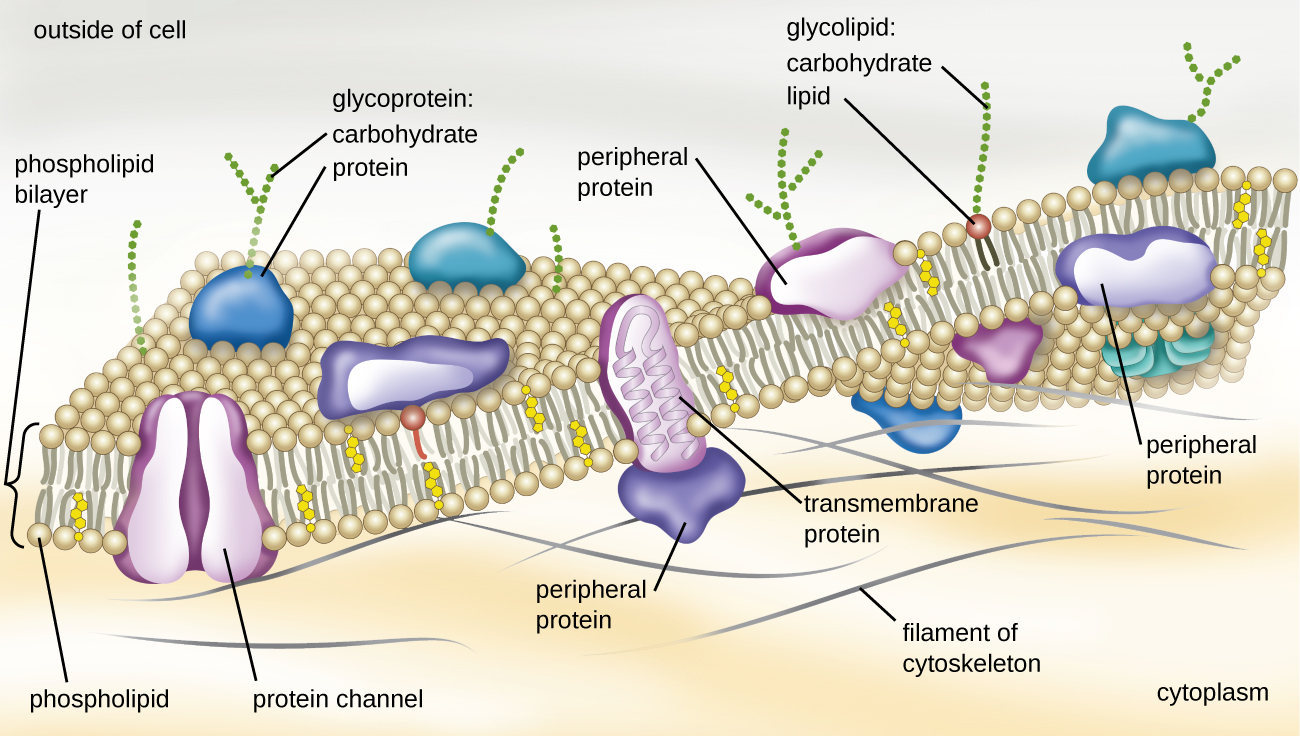 outside of cell
glycolipid:
carbohydrate
lipid
glycoprotein:
carbohydrate
protein
phospholipid
bilayer
peripheral
protein
peripheral
protein
transmembrane
protein
peripheral
protein
filament of
cytoskeleton
phospholipid
protein channel
cytoplasm